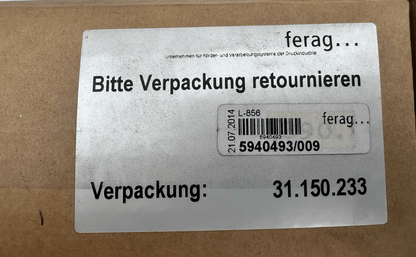 ferag...
Unternehmen für Förder- und Verarbeitungssysteme der Druckindustrie
Bitte Verpackung retournieren
21.07.2014
L-856
ferag...
5940493
5940493/009
Verpackung: 31.150.233